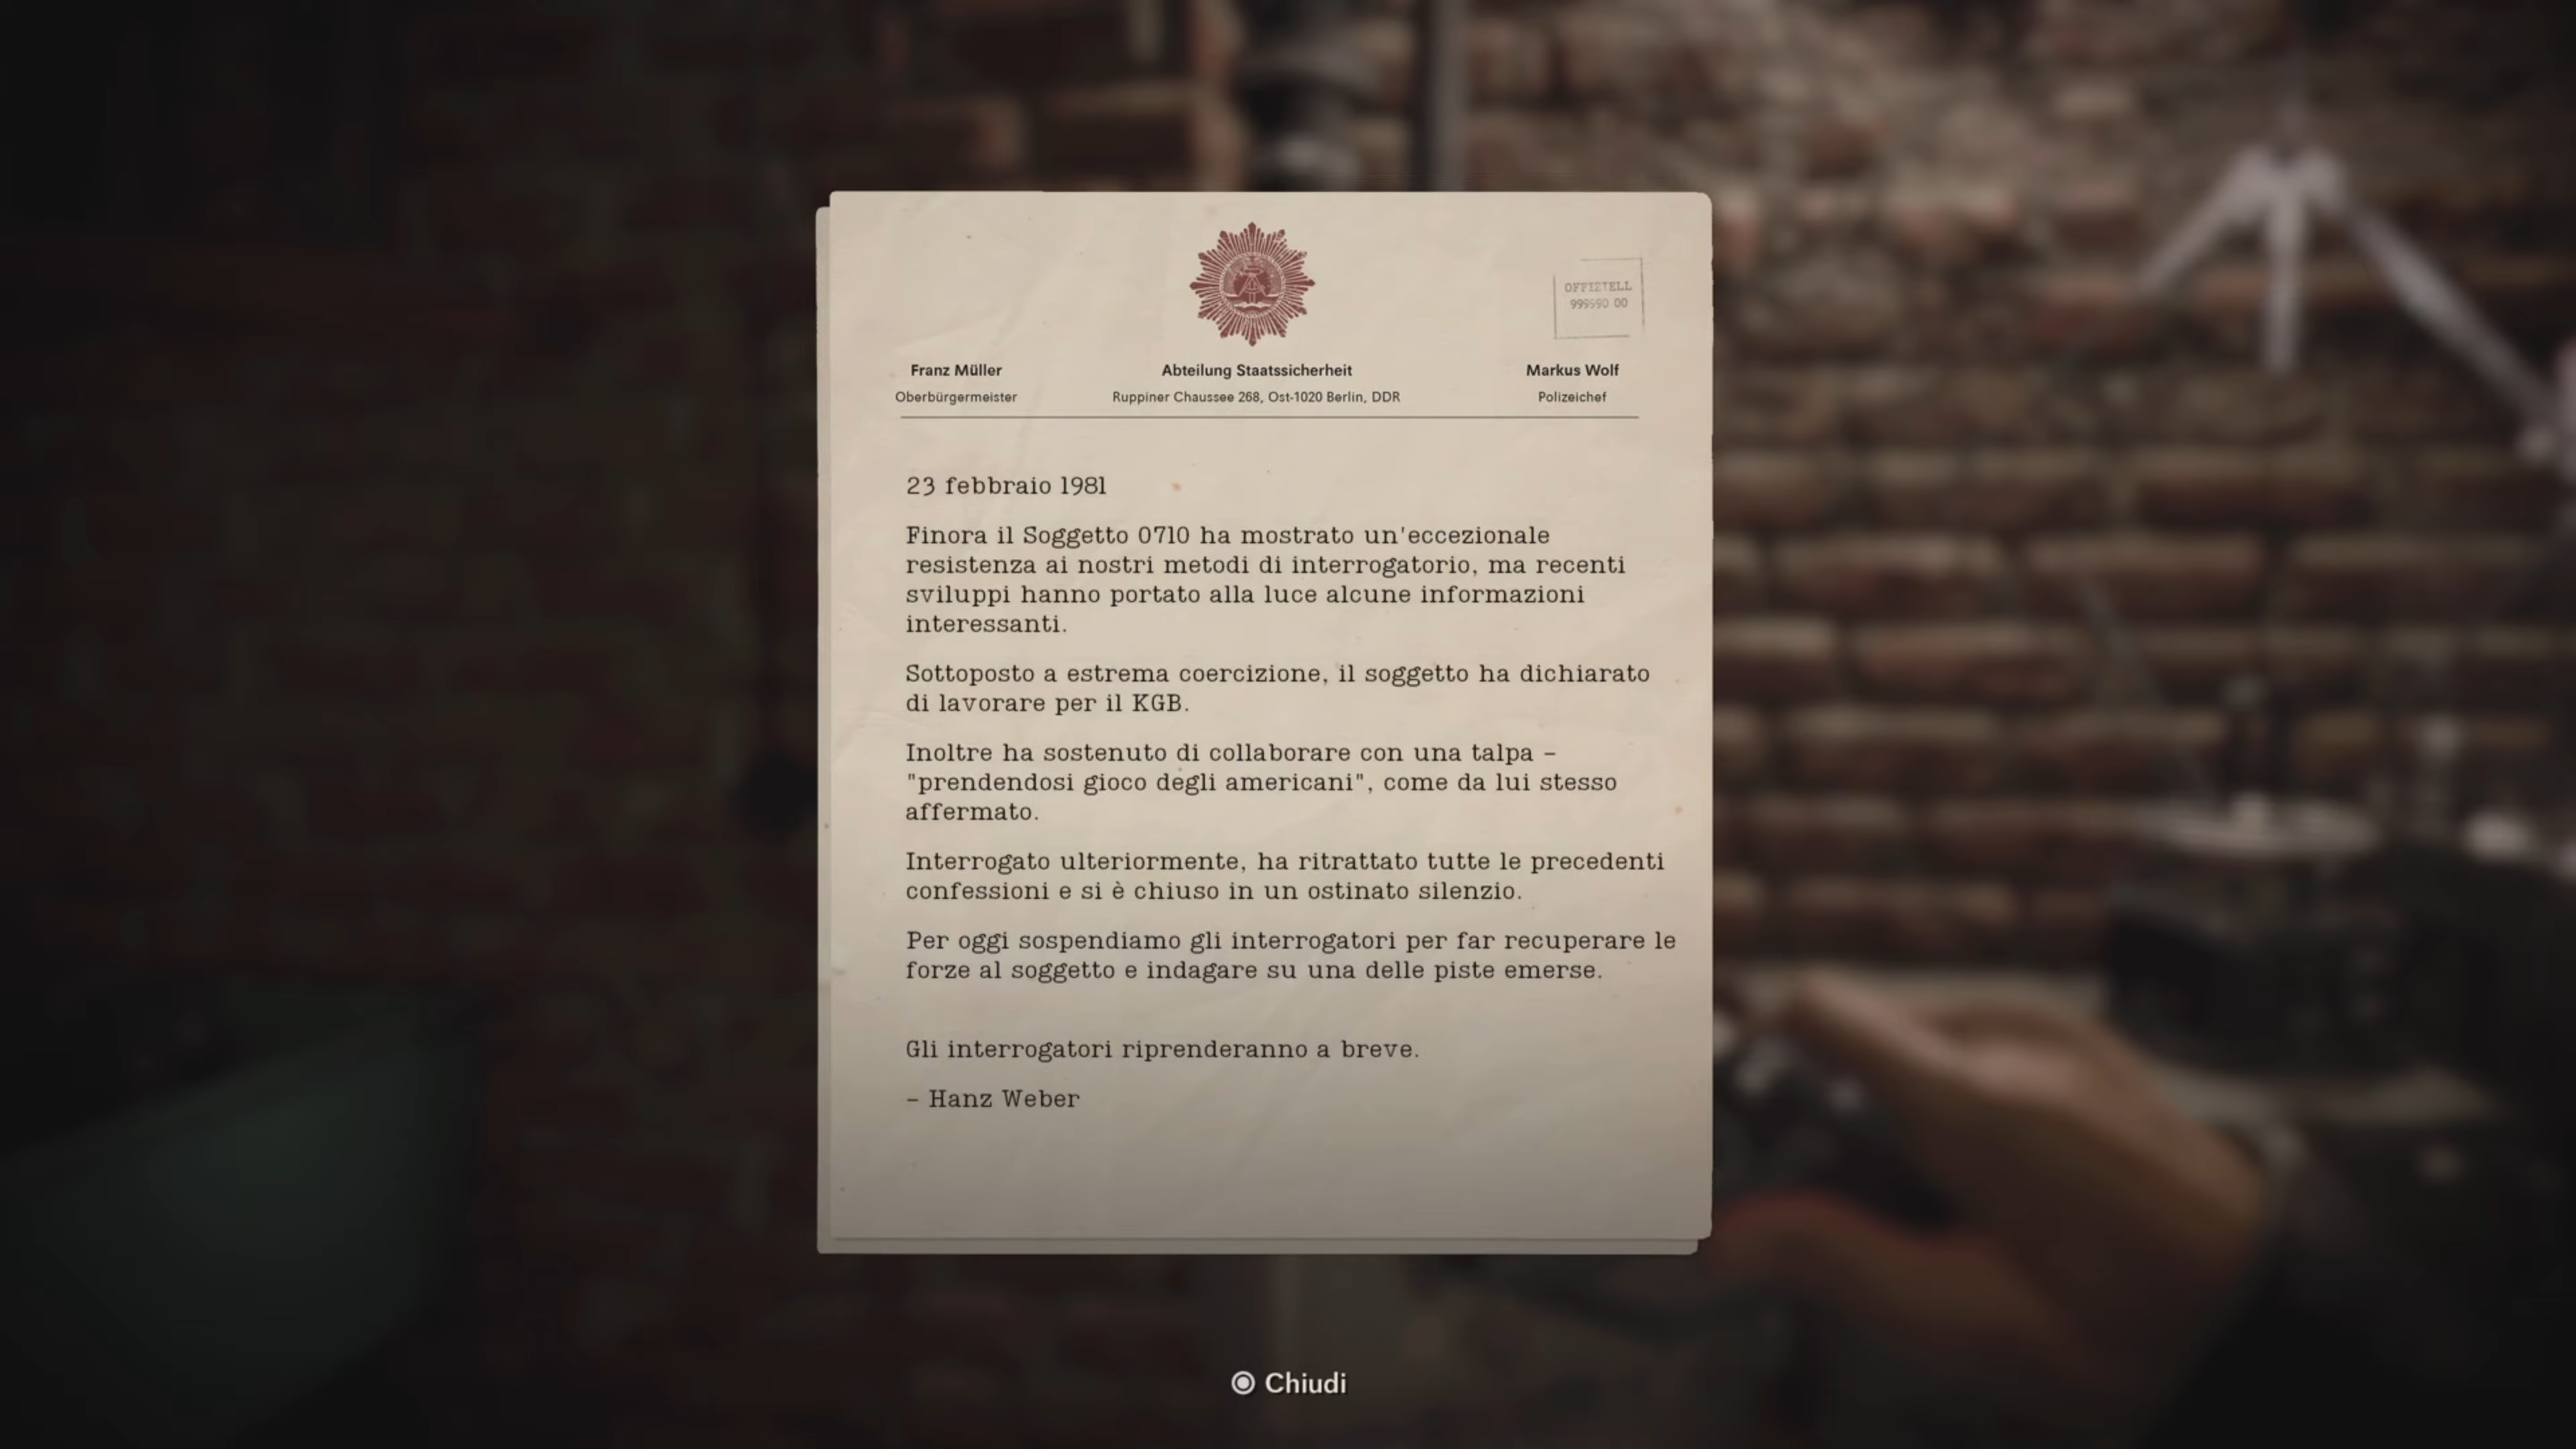 OFFIZIELL
999990 00
Franz Müller
Abteilung Staatssicherheit
Markus Wolf
Oberbürgermeister
Ruppiner Chaussee 268, Ost-1020 Berlin, DDR
Polizeichef
23 febbraio 1981
Finora il Soggetto 0710 ha mostrato un'eccezionale
resistenza ai nostri metodi di interrogatorio, ma recenti
sviluppi hanno portato alla luce alcune informazioni
interessanti.
Sottoposto a estrema coercizione, il soggetto ha dichiarato
di lavorare per il KGB.
Inoltre ha sostenuto di collaborare con una talpa –
"prendendosi gioco degli americani", come da lui stesso
affermato.
Interrogato ulteriormente, ha ritrattato tutte le precedenti
confessioni e si è chiuso in un ostinato silenzio.
Per oggi sospendiamo gli interrogatori per far recuperare le
forze al soggetto e indagare su una delle piste emerse.
Gli interrogatori riprenderanno a breve.
– Hanz Weber
Chiudi